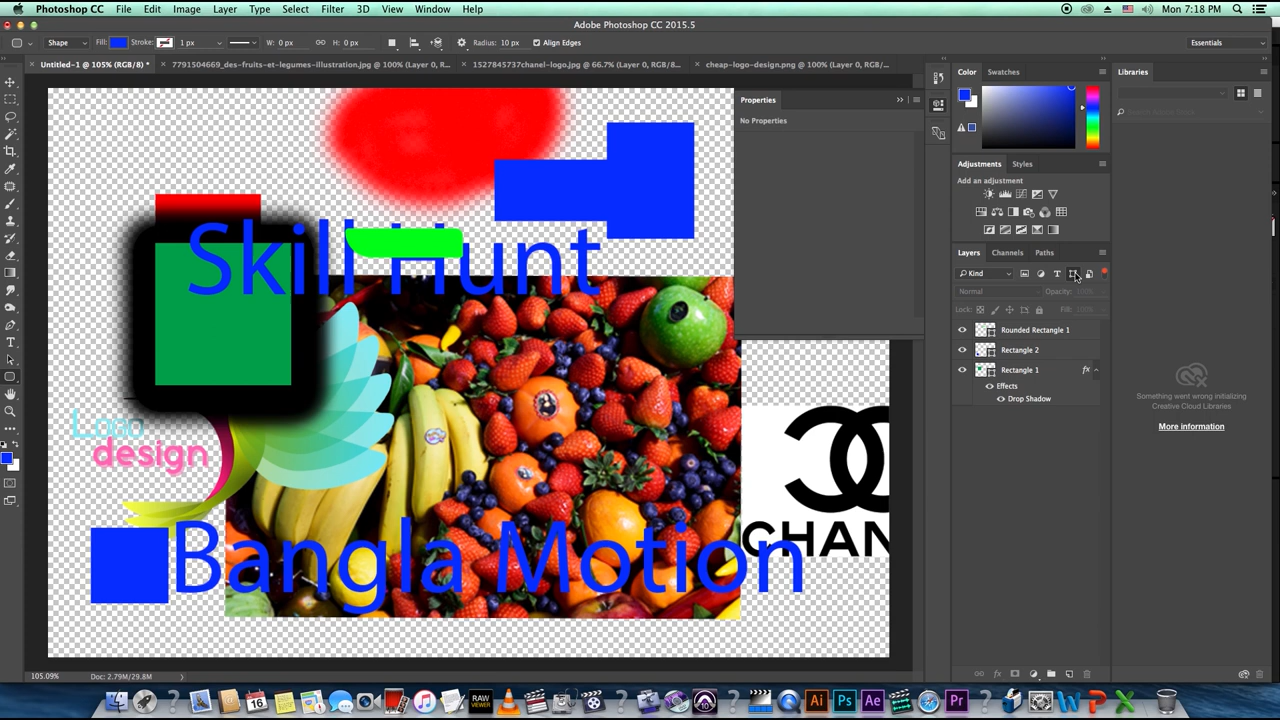 Photoshop CC File Edit Image Layer Type Select Filter 3D View Window Help Mon 7:18 PM
Adobe Photoshop CC 2015.5
Shape Fill: Stroke: 1 px W: 0 px H: 0 px Radius: 10 px Align Edges Essentials
Untitled-1 @ 105% (RGB/8) * 7791504669_des-fruits-et-legumes-illustration.jpg @ 100% (Layer 0, R... 1527845737chanel-logo.jpg @ 66.7% (Layer 0, RGB/8... cheap-logo-design.png @ 100% (Layer 0, RGB/8)...
Color Swatches Libraries
Properties
No Properties
Adjustments Styles
Add an adjustment
Layers Channels Paths
Kind
Normal Opacity: 100%
Lock: Fill: 100%
Rounded Rectangle 1
Rectangle 2
Rectangle 1 fx
Effects
Drop Shadow
Something went wrong initializing
Creative Cloud Libraries
More information
Skill Hunt
Logo
design
CHAN
Bangla Motion
105.09% Doc: 2.79M/29.8M
16 RAW VIEWER 10 Ai Ps Ae Pr W P X